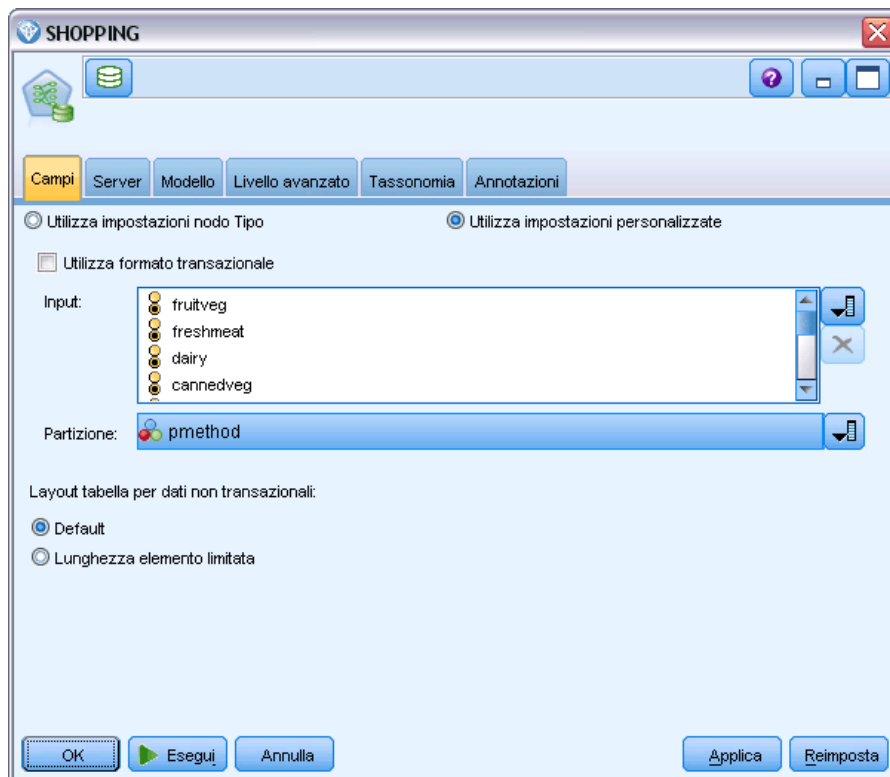 SHOPPING
Campi Server Modello Livello avanzato Tassonomia Annotazioni
Utilizza impostazioni nodo Tipo Utilizza impostazioni personalizzate
Utilizza formato transazionale
Input: fruitveg
freshmeat
dairy
cannedveg
Partizione: pmethod
Layout tabella per dati non transazionali:
Default
Lunghezza elemento limitata
OK Esegui Annulla Applica Reimposta